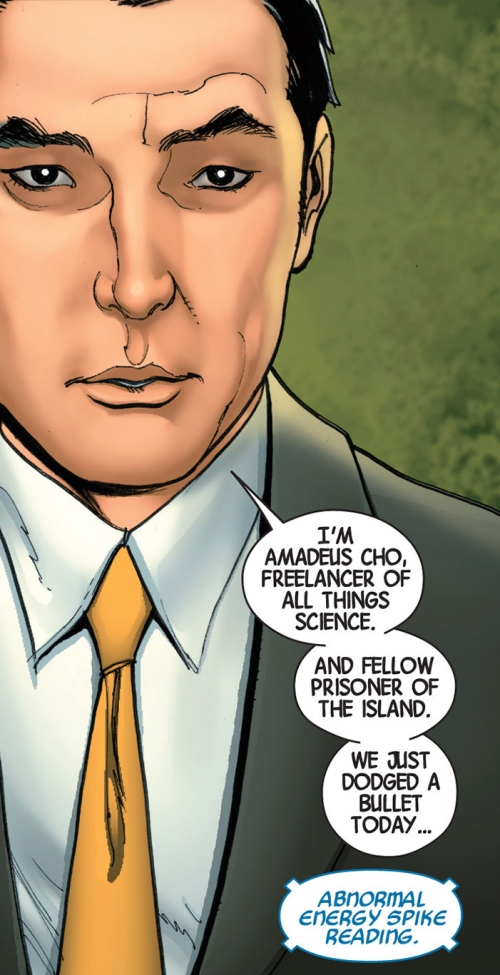 I'M
AMADEUS CHO,
FREELANCER OF
ALL THINGS
SCIENCE.
AND FELLOW
PRISONER OF
THE ISLAND.
WE JUST
DODGED A
BULLET
TODAY...
ABNORMAL
ENERGY SPIKE
READING.